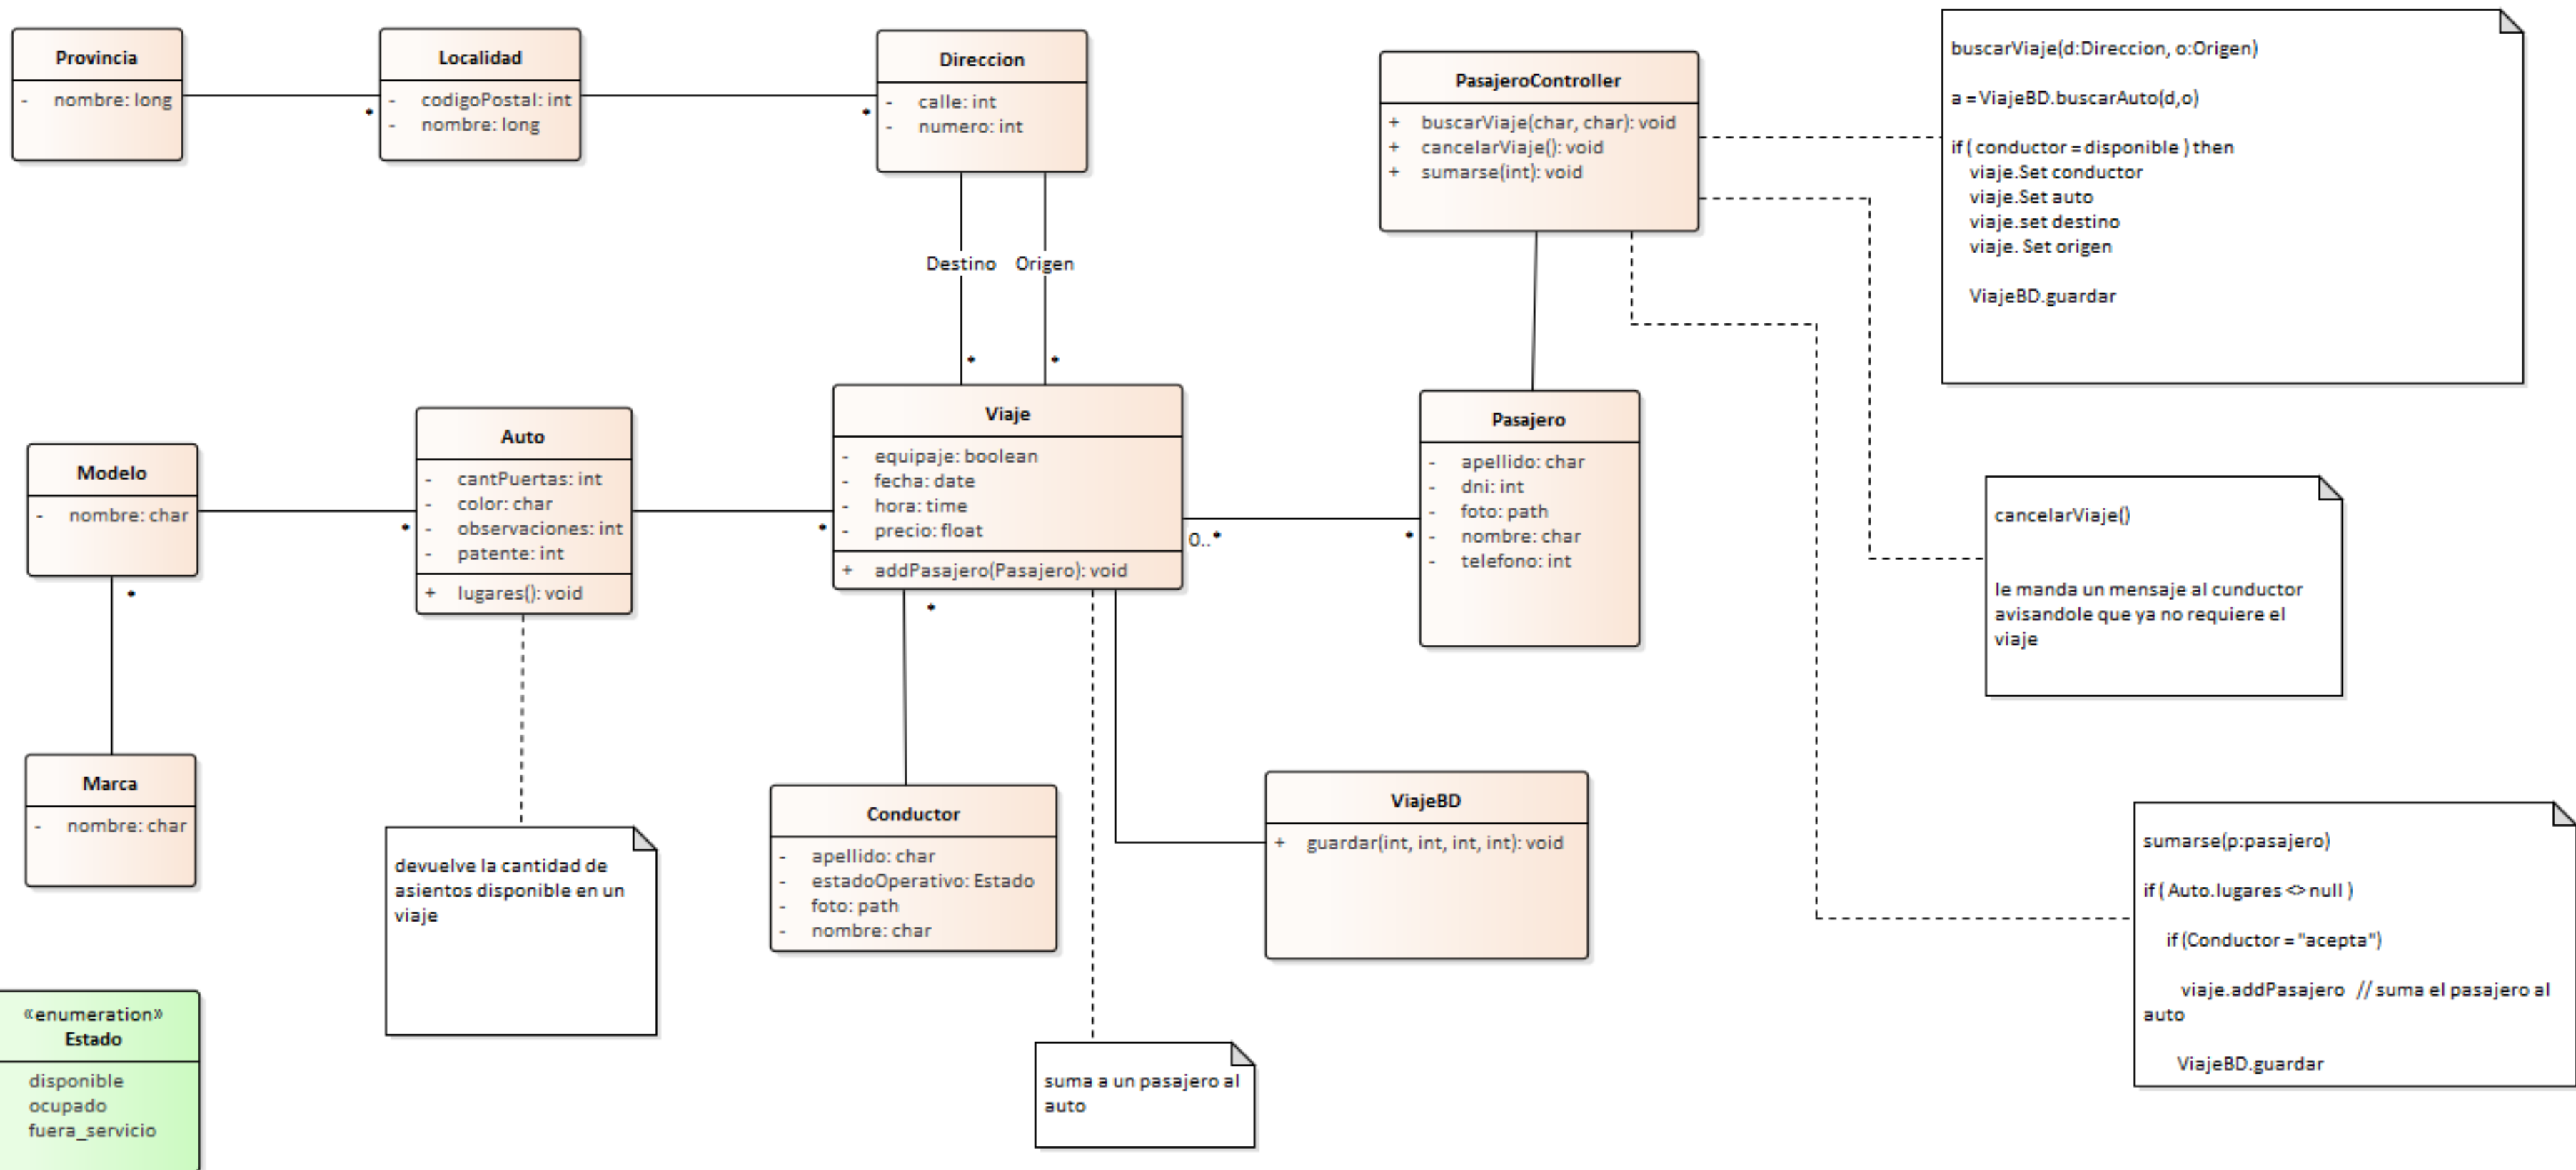 Provincia
- nombre: long
*
Localidad
- codigoPostal: int
- nombre: long
*
Direccion
- calle: int
- numero: int
Destino
Origen
*
*
PasajeroController
+ buscarViaje(char, char): void
+ cancelarViaje(): void
+ sumarse(int): void
buscarViaje(d:Direccion, o:Origen)
a = ViajeBD.buscarAuto(d,o)
if ( conductor = disponible ) then
viaje.Set conductor
viaje.Set auto
viaje.set destino
viaje. Set origen
ViajeBD.guardar
Modelo
- nombre: char
*
*
Auto
- cantPuertas: int
- color: char
- observaciones: int
- patente: int
+ lugares(): void
*
Viaje
- equipaje: boolean
- fecha: date
- hora: time
- precio: float
+ addPasajero(Pasajero): void
0..*
*
*
Pasajero
- apellido: char
- dni: int
- foto: path
- nombre: char
- telefono: int
cancelarViaje()
le manda un mensaje al cunductor
avisandole que ya no requiere el
viaje
Marca
- nombre: char
devuelve la cantidad de
asientos disponible en un
viaje
Conductor
- apellido: char
- estadoOperativo: Estado
- foto: path
- nombre: char
ViajeBD
+ guardar(int, int, int, int): void
sumarse(p:pasajero)
if ( Auto.lugares <> null )
if (Conductor = "acepta")
viaje.addPasajero // suma el pasajero al
auto
ViajeBD.guardar
«enumeration»
Estado
disponible
ocupado
fuera_servicio
suma a un pasajero al
auto